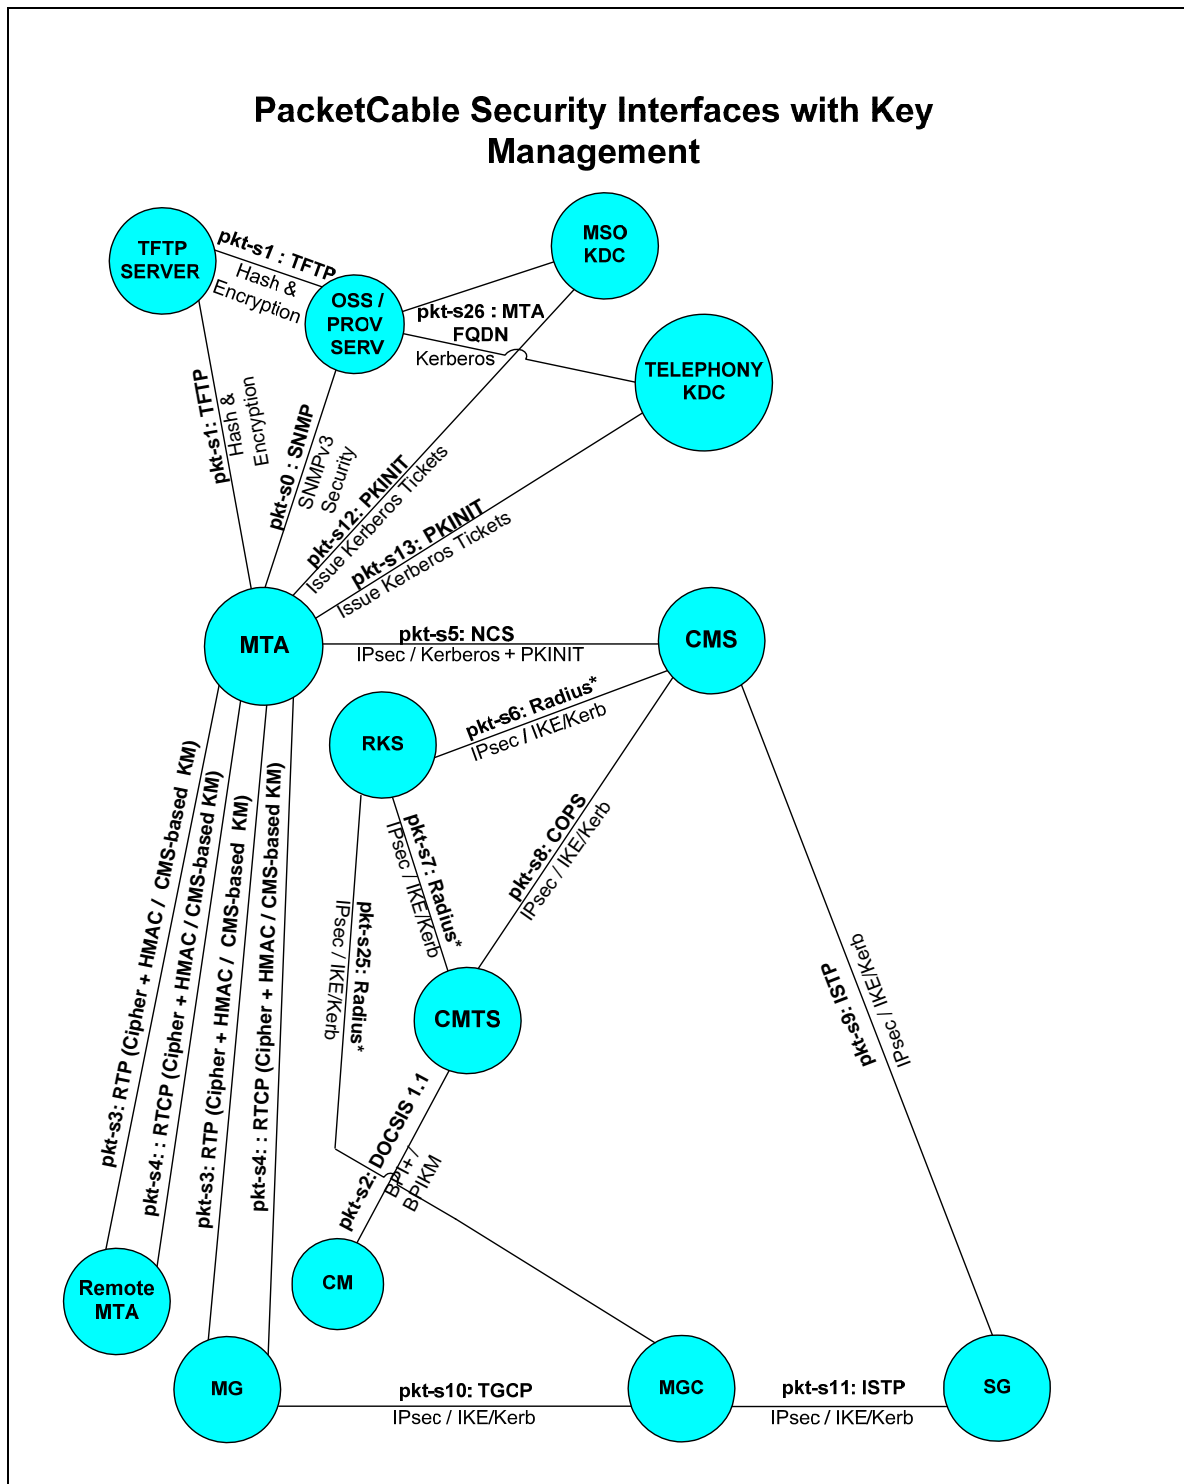 PacketCable Security Interfaces with Key
Management
TFTP
SERVER
pkt-s1 : TFTP
Hash &
Encryption
OSS /
PROV
SERV
MSO
KDC
pkt-s26 : MTA
FQDN
Kerberos
TELEPHONY
KDC
pkt-s1: TFTP
Hash &
Encryption
pkt-s0 : SNMP
SNMPv3
Security
pkt-s12: PKINIT
Issue Kerberos Tickets
pkt-s13: PKINIT
Issue Kerberos Tickets
MTA
pkt-s5: NCS
IPsec / Kerberos + PKINIT
CMS
RKS
pkt-s6: Radius*
IPsec / IKE/Kerb
pkt-s7: Radius*
IPsec / IKE/Kerb
pkt-s8: COPS
IPsec / IKE/Kerb
pkt-s25: Radius*
IPsec / IKE/Kerb
pkt-s9: ISTP
IPsec / IKE/Kerb
CMTS
pkt-s3: RTP (Cipher + HMAC / CMS-based KM)
pkt-s4: : RTCP (Cipher + HMAC / CMS-based KM)
pkt-s3: RTP (Cipher + HMAC / CMS-based KM)
pkt-s4: : RTCP (Cipher + HMAC / CMS-based KM)
pkt-s2: DOCSIS 1.1
BPI+ /
BPIKM
Remote
MTA
CM
MG
pkt-s10: TGCP
IPsec / IKE/Kerb
MGC
pkt-s11: ISTP
IPsec / IKE/Kerb
SG